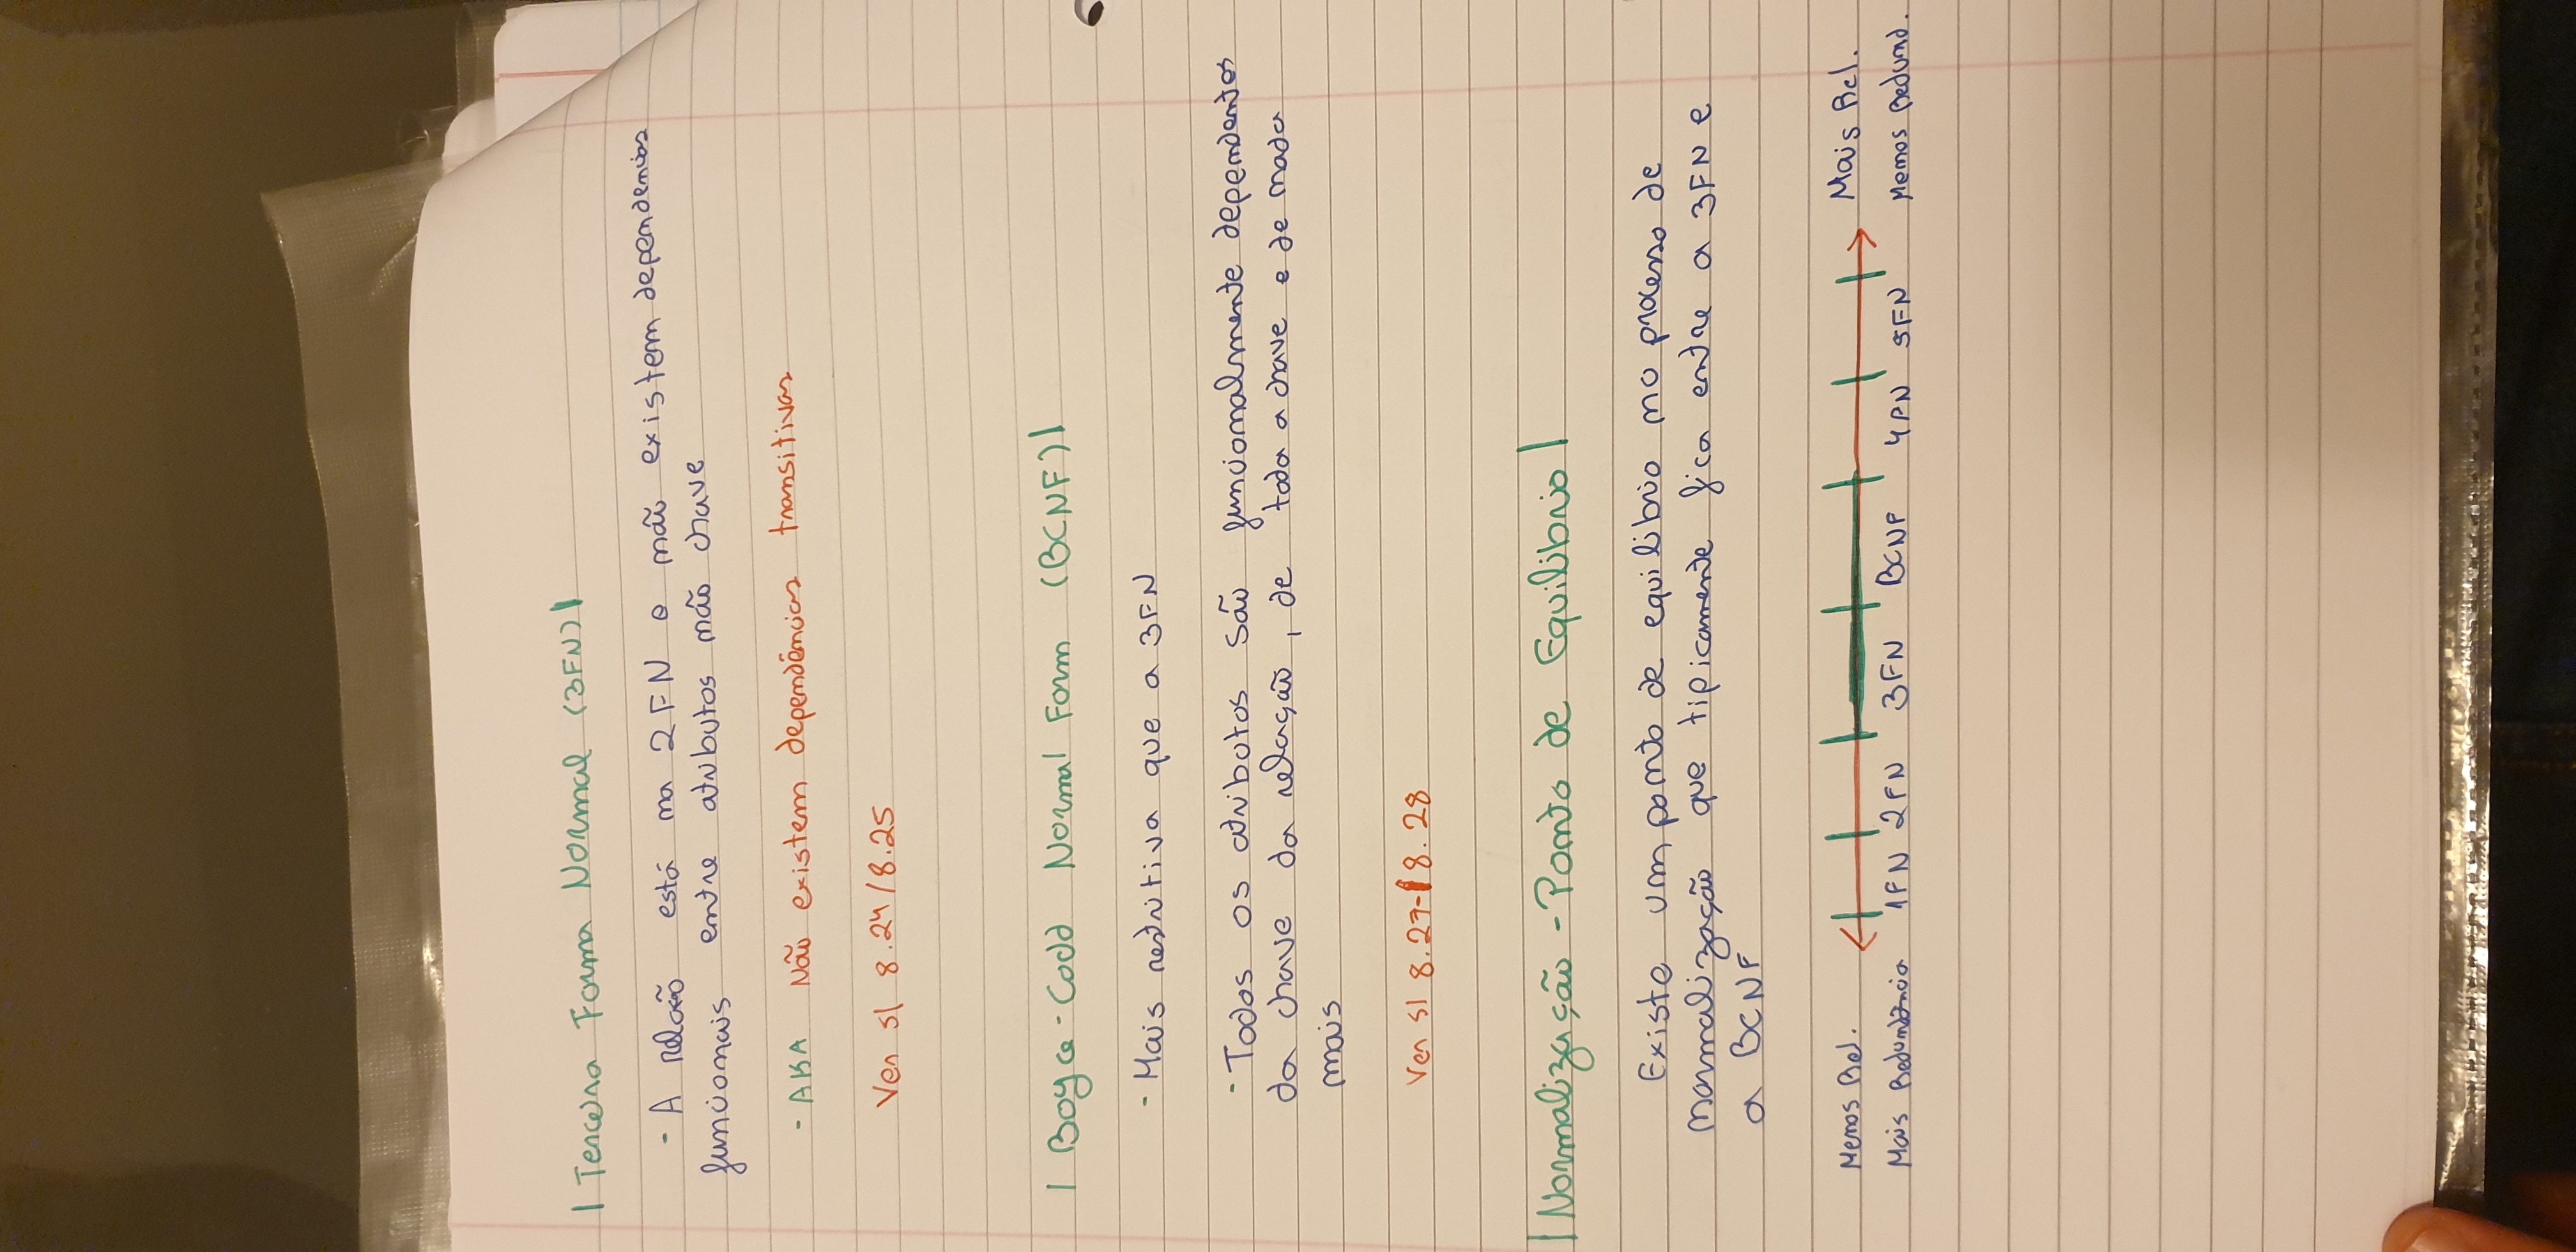 | Terceira Forma Normal (3FN) |
- A relação está na 2FN e não existem dependencias
funcionais entre atributos não chave
- AKA Não existem dependências transitivas
Ver sl 8.24/8.25
| Boyce-Codd Normal Form (BCNF) |
- Mais restritiva que a 3FN
- Todos os atributos são funcionalmente dependentes
da chave da relação, de toda a chave e de nada
mais
Ver sl 8.27-8.28
| Normalização - Ponto de Equilibrio |
Existe um ponto de equilibrio no processo de
normalização que tipicamente fica entre a 3FN e
a BCNF
Menos Rel. Mais Rel.
Mais Redundância 1FN 2FN 3FN BCNF 4FN 5FN Menos Redund.